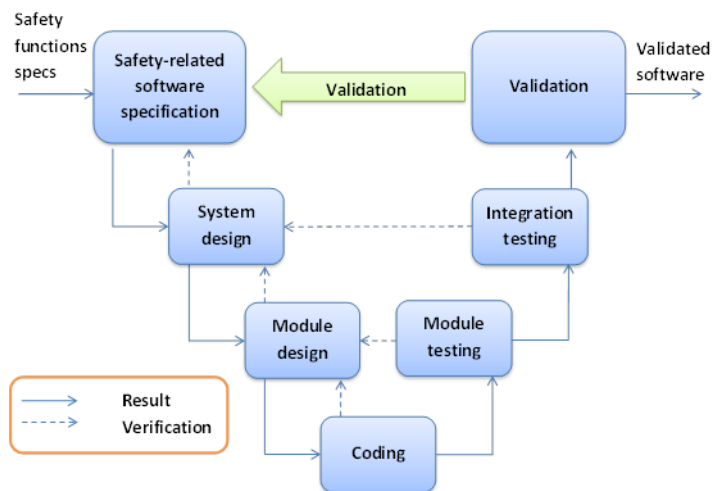 Safety
functions
specs
Safety-related
software
specification
Validation
Validation
Validated
software
System
design
Integration
testing
Module
design
Module
testing
Result
Verification
Coding